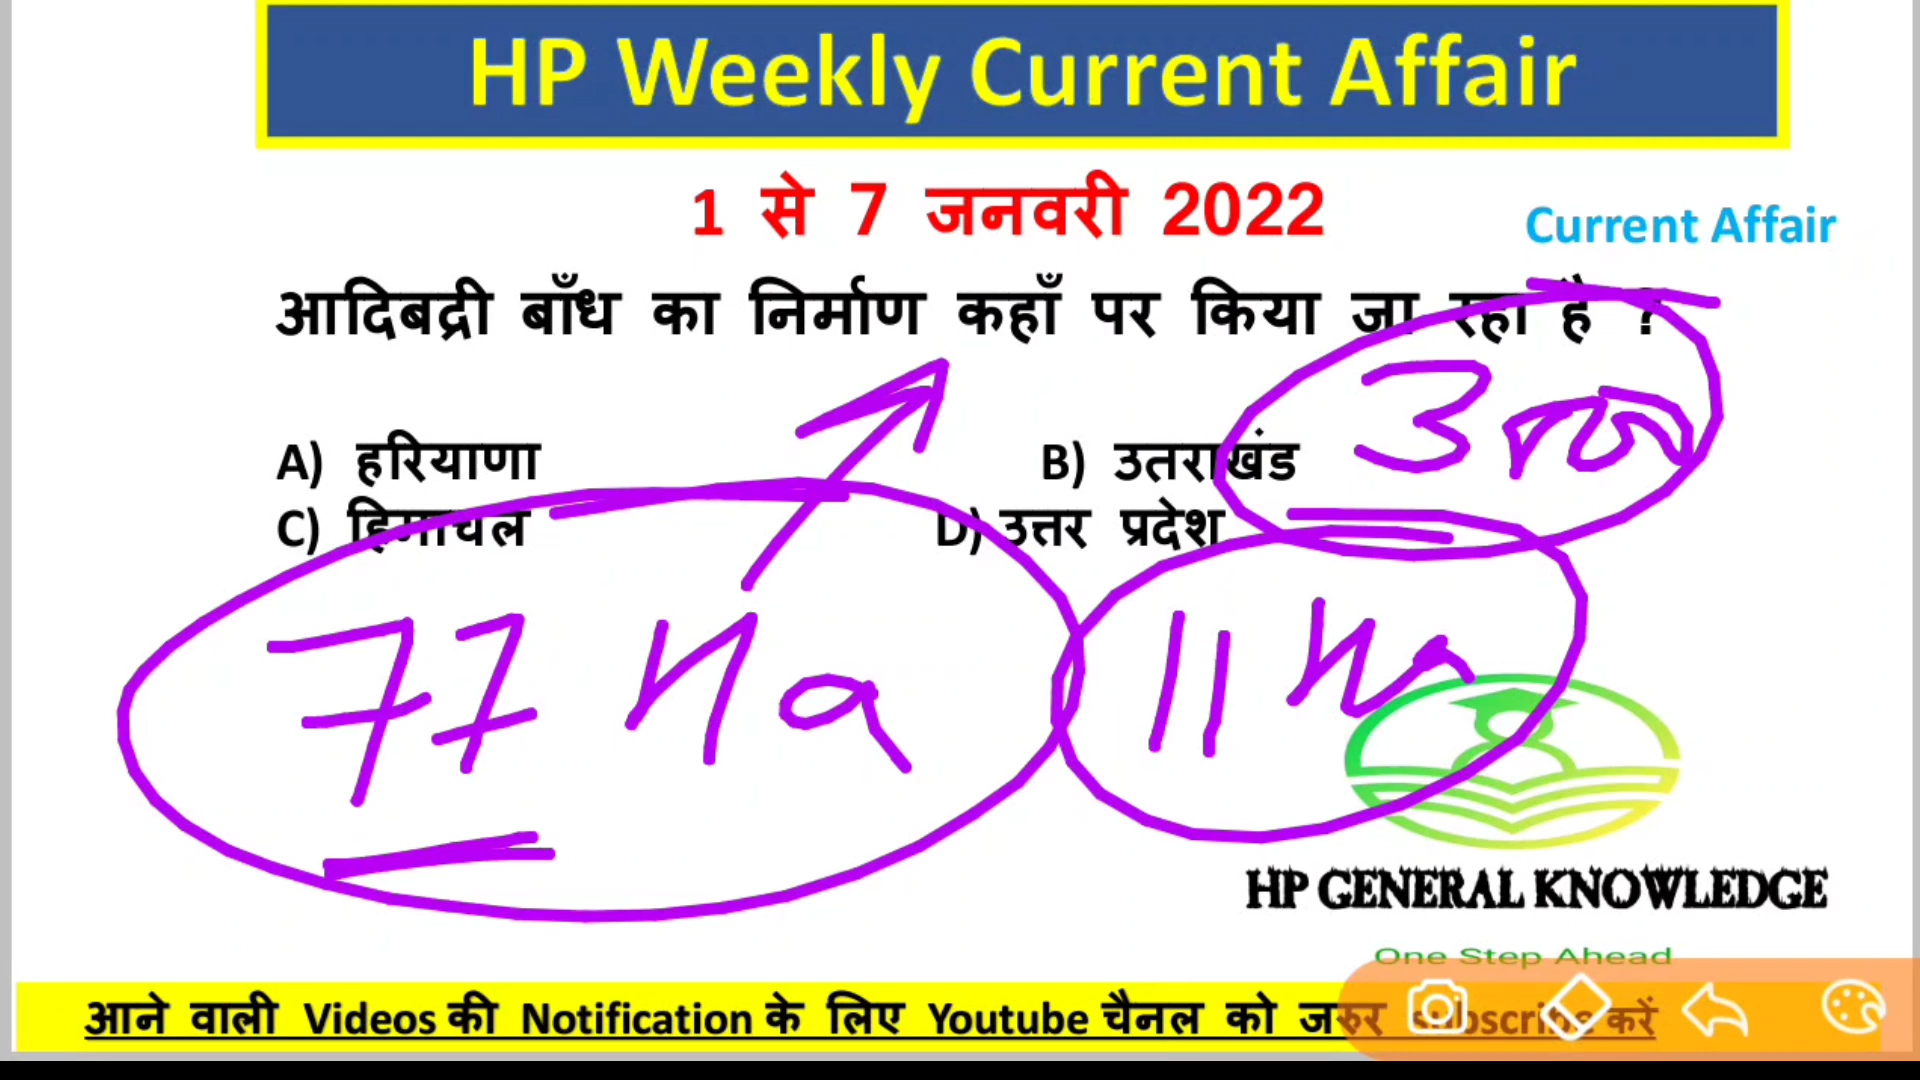 HP Weekly Current Affair
1 से 7 जनवरी 2022
Current Affair
आदिबद्री बाँध का निर्माण कहाँ पर किया जा रहा है ?
A) हरियाणा B) उतराखंड
C) हिमाचल D) उत्तर प्रदेश
77 Ha 11 Ha
HP GENERAL KNOWLEDGE
One Step Ahead
आने वाली Videos की Notification के लिए Youtube चैनल को जरुर subscribe करें